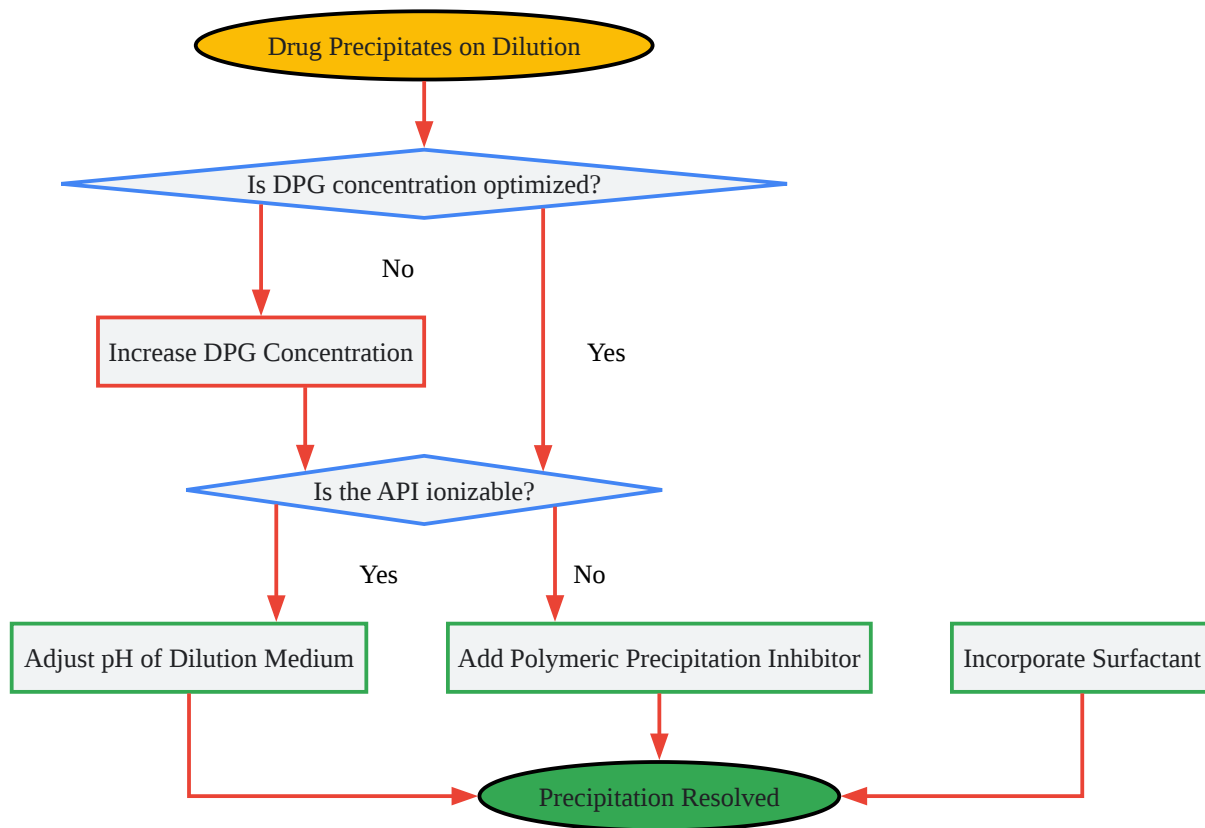 Drug Precipitates on Dilution
Is DPG concentration optimized?
No
Increase DPG Concentration
Yes
Is the API ionizable?
Yes
No
Adjust pH of Dilution Medium
Add Polymeric Precipitation Inhibitor
Incorporate Surfactant
Precipitation Resolved